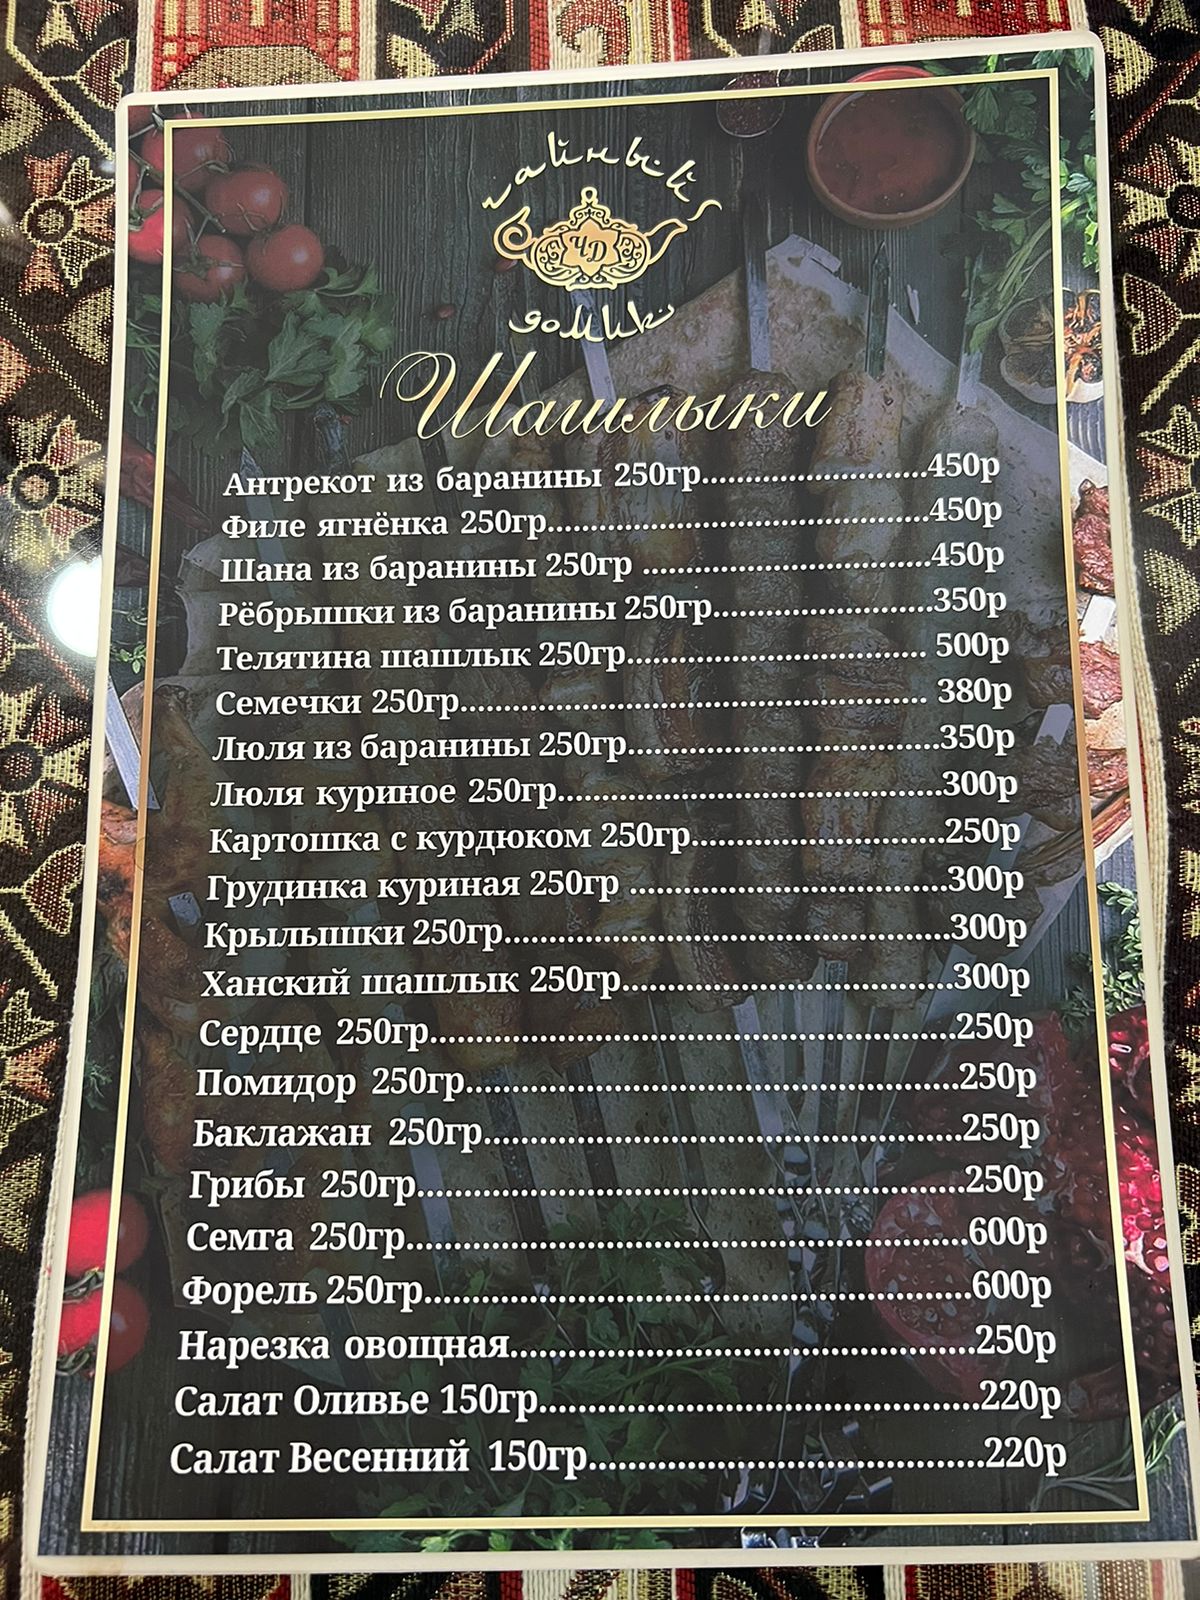 Чайный
ЧД
домик
Шашлыки
Антрекот из баранины 250гр..........................450р
Филе ягнёнка 250гр............................................450р
Шана из баранины 250гр .................................450р
Рёбрышки из баранины 250гр.........................350р
Телятина шашлык 250гр.................................. 500р
Семечки 250гр..................................................... 380р
Люля из баранины 250гр...................................350р
Люля куриное 250гр...........................................300р
Картошка с курдюком 250гр............................250р
Грудинка куриная 250гр ...................................300р
Крылышки 250гр.................................................300р
Ханский шашлык 250гр.....................................300р
Сердце 250гр.........................................................250р
Помидор 250гр.....................................................250р
Баклажан 250гр...................................................250р
Грибы 250гр..........................................................250р
Семга 250гр...........................................................600р
Форель 250гр........................................................600р
Нарезка овощная................................................250р
Салат Оливье 150гр.............................................220р
Салат Весенний 150гр........................................220р